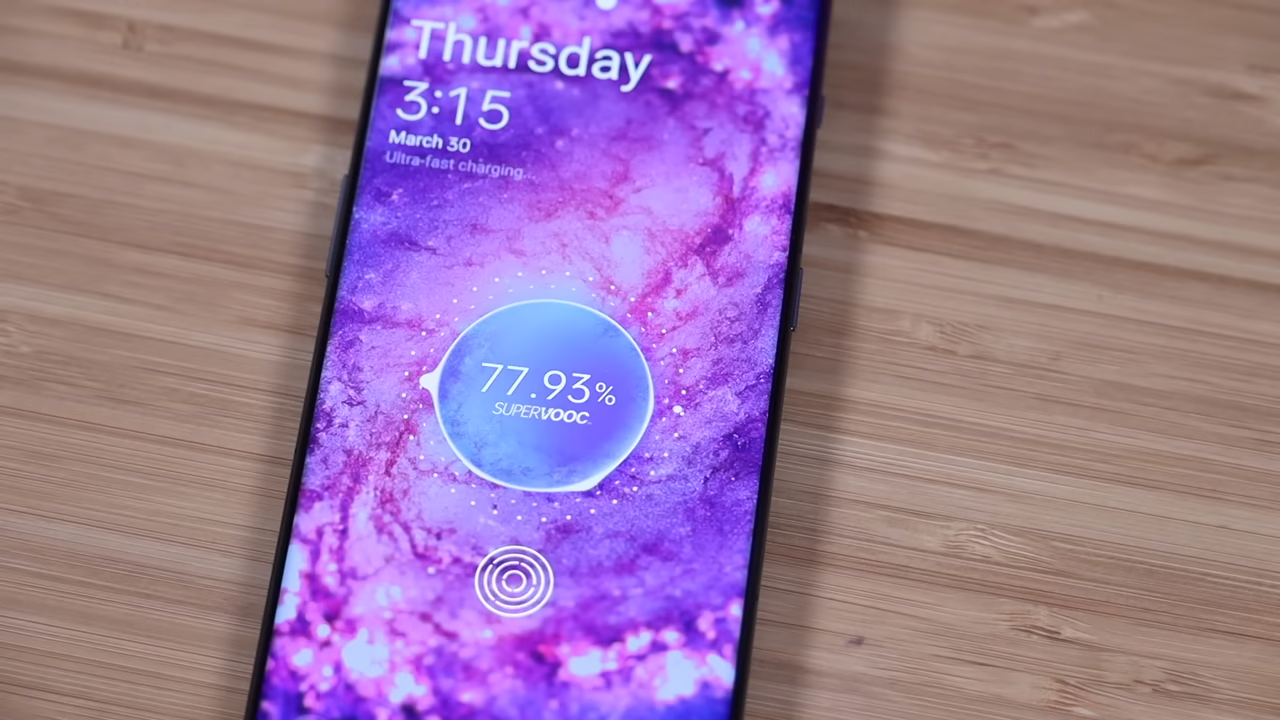 Thursday
3:15
March 30
Ultra-fast charging...
77.93%
SUPERVOOC